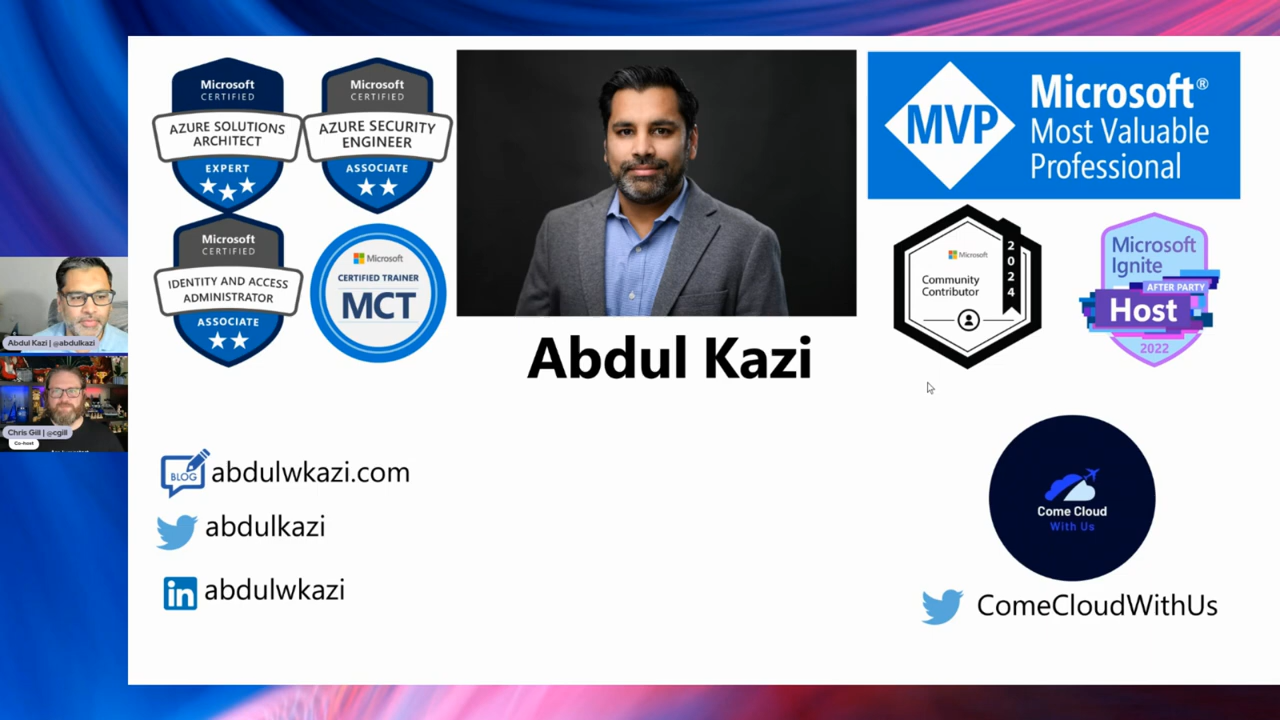 Microsoft
CERTIFIED
AZURE SOLUTIONS
ARCHITECT
EXPERT
Microsoft
CERTIFIED
AZURE SECURITY
ENGINEER
ASSOCIATE
Microsoft
CERTIFIED
IDENTITY AND ACCESS
ADMINISTRATOR
ASSOCIATE
Microsoft
CERTIFIED TRAINER
MCT
Abdul Kazi
MVP
Microsoft®
Most Valuable
Professional
Microsoft
Community
Contributor
2024
Microsoft
Ignite
AFTER PARTY
Host
2022
Abdul Kazi | @abdulkazi
Chris Gill | @cgill
Co-host
BLOG
abdulwkazi.com
abdulkazi
abdulwkazi
Come Cloud
With Us
ComeCloudWithUs